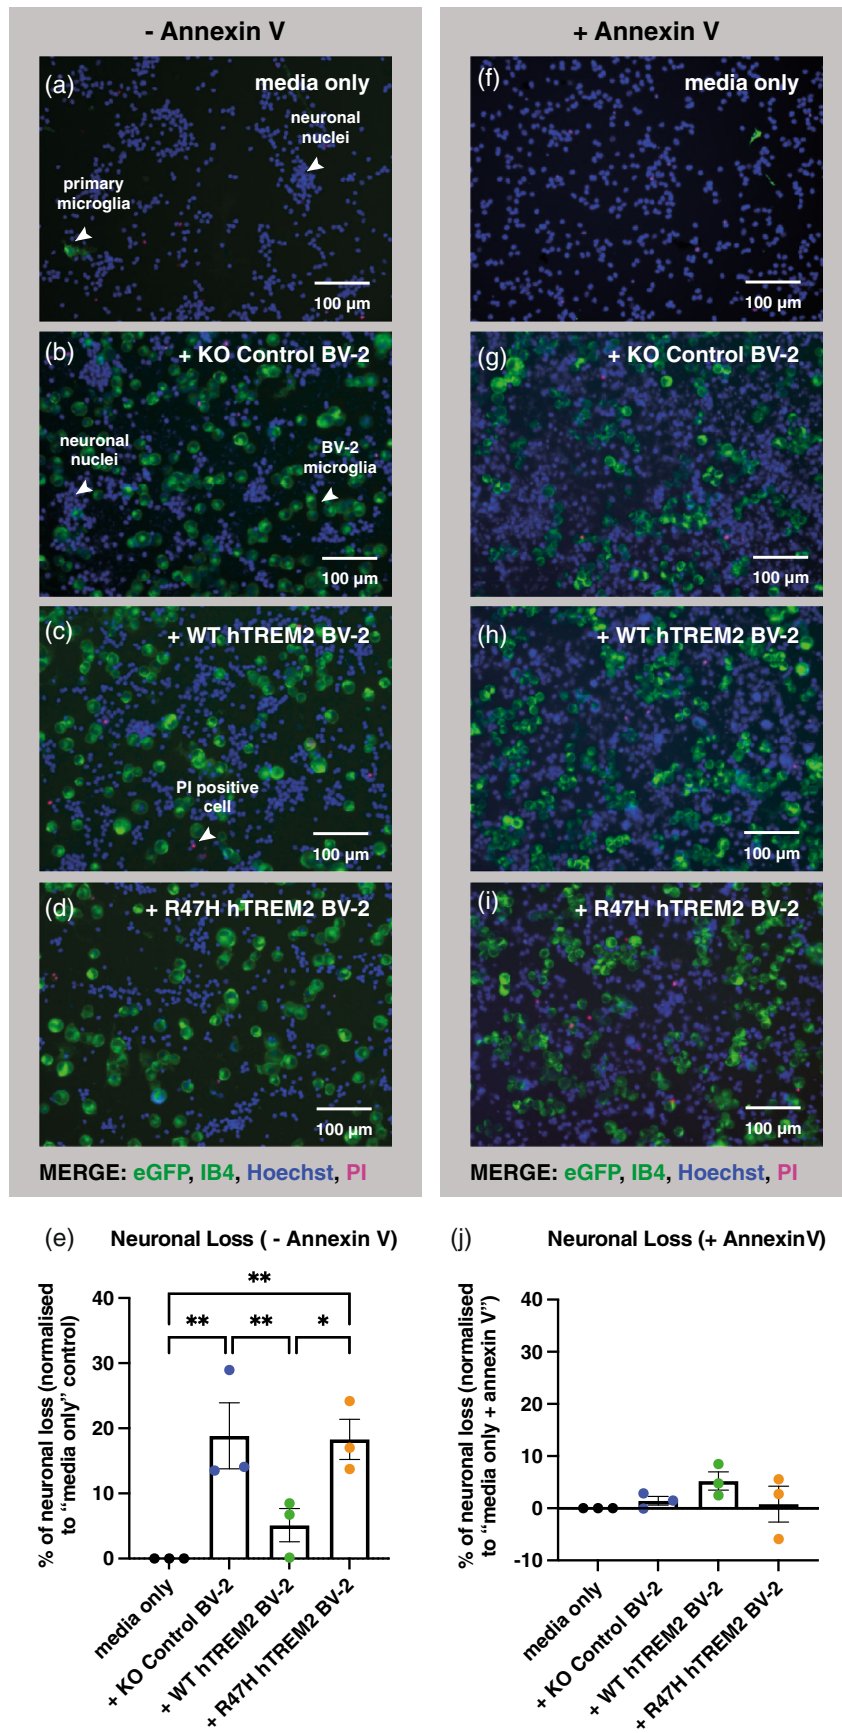 - Annexin V
(a)
media only
neuronal
nuclei
primary
microglia
100 µm
(b)
+ KO Control BV-2
neuronal
nuclei
BV-2
microglia
100 µm
(c)
+ WT hTREM2 BV-2
PI positive
cell
100 µm
(d)
+ R47H hTREM2 BV-2
100 µm
MERGE: eGFP, IB4, Hoechst, PI
+ Annexin V
(f)
media only
100 µm
(g)
+ KO Control BV-2
100 µm
(h)
+ WT hTREM2 BV-2
100 µm
(i)
+ R47H hTREM2 BV-2
100 µm
MERGE: eGFP, IB4, Hoechst, PI
(e)
Neuronal Loss ( - Annexin V)
% of neuronal loss (normalised
to “media only” control)
40
30
20
10
0
**
** ** *
media only
+ KO Control BV-2
+ WT hTREM2 BV-2
+ R47H hTREM2 BV-2
(j)
Neuronal Loss (+ AnnexinV)
% of neuronal loss (normalised
to “media only + annexin V”)
40
30
20
10
0
-10
media only
+ KO Control BV-2
+ WT hTREM2 BV-2
+ R47H hTREM2 BV-2